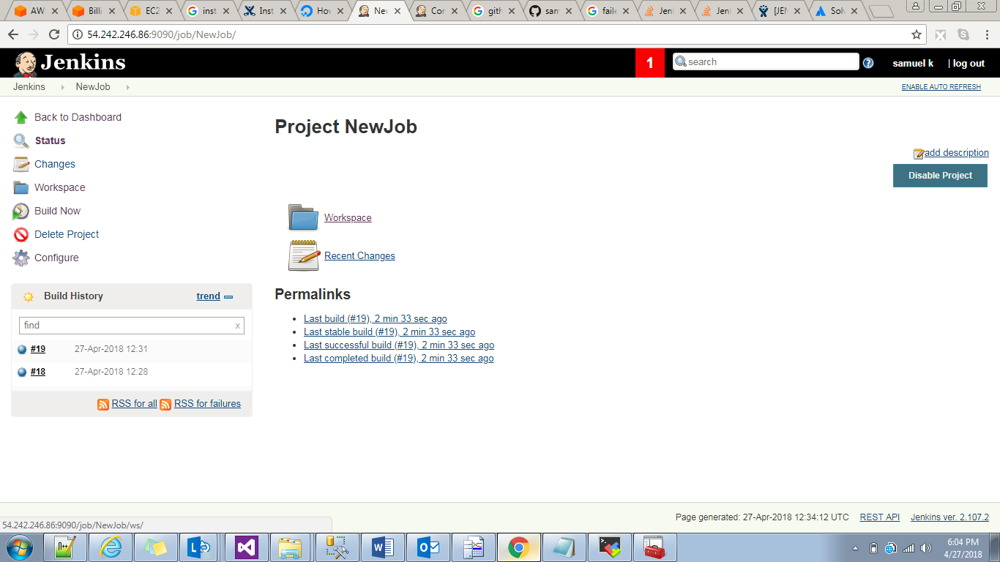 AW
Billi
EC2
inst
Inst
Hov
Nev
Cor
gith
sam
faile
Jenl
Jenl
[JEN
Solv
54.242.246.86:9090/job/NewJob/
Jenkins
1
search
samuel k
| log out
Jenkins
NewJob
ENABLE AUTO REFRESH
Back to Dashboard
Status
Changes
Workspace
Build Now
Delete Project
Configure
Build History
trend
find
x
#19
27-Apr-2018 12:31
#18
27-Apr-2018 12:28
RSS for all
RSS for failures
Project NewJob
add description
Disable Project
Workspace
Recent Changes
Permalinks
Last build (#19), 2 min 33 sec ago
Last stable build (#19), 2 min 33 sec ago
Last successful build (#19), 2 min 33 sec ago
Last completed build (#19), 2 min 33 sec ago
Page generated: 27-Apr-2018 12:34:12 UTC
REST API
Jenkins ver. 2.107.2
54.242.246.86:9090/job/NewJob/ws/
6:04 PM
4/27/2018